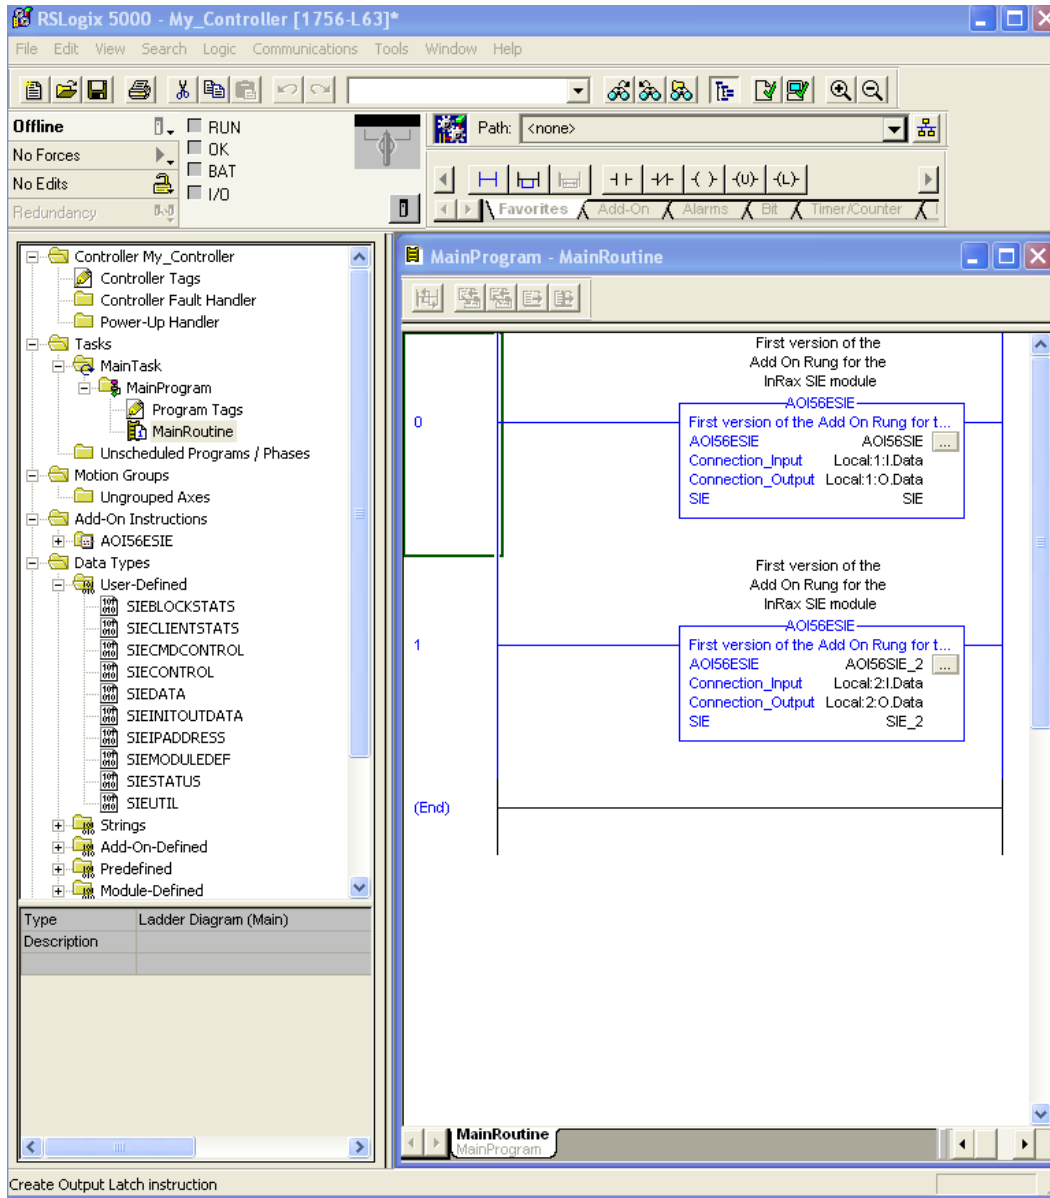 RSLogix 5000 - My_Controller [1756-L63]*
File Edit View Search Logic Communications Tools Window Help
Offline
RUN
No Forces
OK
No Edits
BAT
I/O
Redundancy
Path: <none>
Favorites Add-On Alarms Bit Timer/Counter
Controller My_Controller
Controller Tags
Controller Fault Handler
Power-Up Handler
Tasks
MainTask
MainProgram
Program Tags
MainRoutine
Unscheduled Programs / Phases
Motion Groups
Ungrouped Axes
Add-On Instructions
AOI56ESIE
Data Types
User-Defined
SIEBLOCKSTATS
SIECLIENTSTATS
SIECMDCONTROL
SIECONTROL
SIEDATA
SIEINITOUTDATA
SIEIPADDRESS
SIEMODULEDEF
SIESTATUS
SIEUTIL
Strings
Add-On-Defined
Predefined
Module-Defined
Type Ladder Diagram (Main)
Description
MainProgram - MainRoutine
First version of the
Add On Rung for the
InRax SIE module
AOI56ESIE
0
First version of the Add On Rung for t...
AOI56ESIE AOI56SIE ...
Connection_Input Local:1:I.Data
Connection_Output Local:1:O.Data
SIE SIE
First version of the
Add On Rung for the
InRax SIE module
AOI56ESIE
1
First version of the Add On Rung for t...
AOI56ESIE AOI56SIE_2 ...
Connection_Input Local:2:I.Data
Connection_Output Local:2:O.Data
SIE SIE_2
(End)
MainRoutine
MainProgram
Create Output Latch instruction